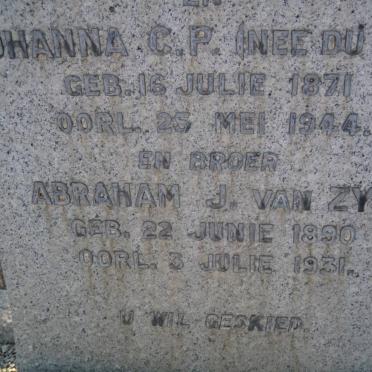 EN
OHANNA C.P. (NEE DU
GEB. 16 JULIE 1871
OORL. 25 MEI 1944.
EN BROER
ABRAHAM J. VAN ZY
GEB. 22 JUNIE 1890
OORL. 3 JULIE 1931.
U WIL GESKIED.